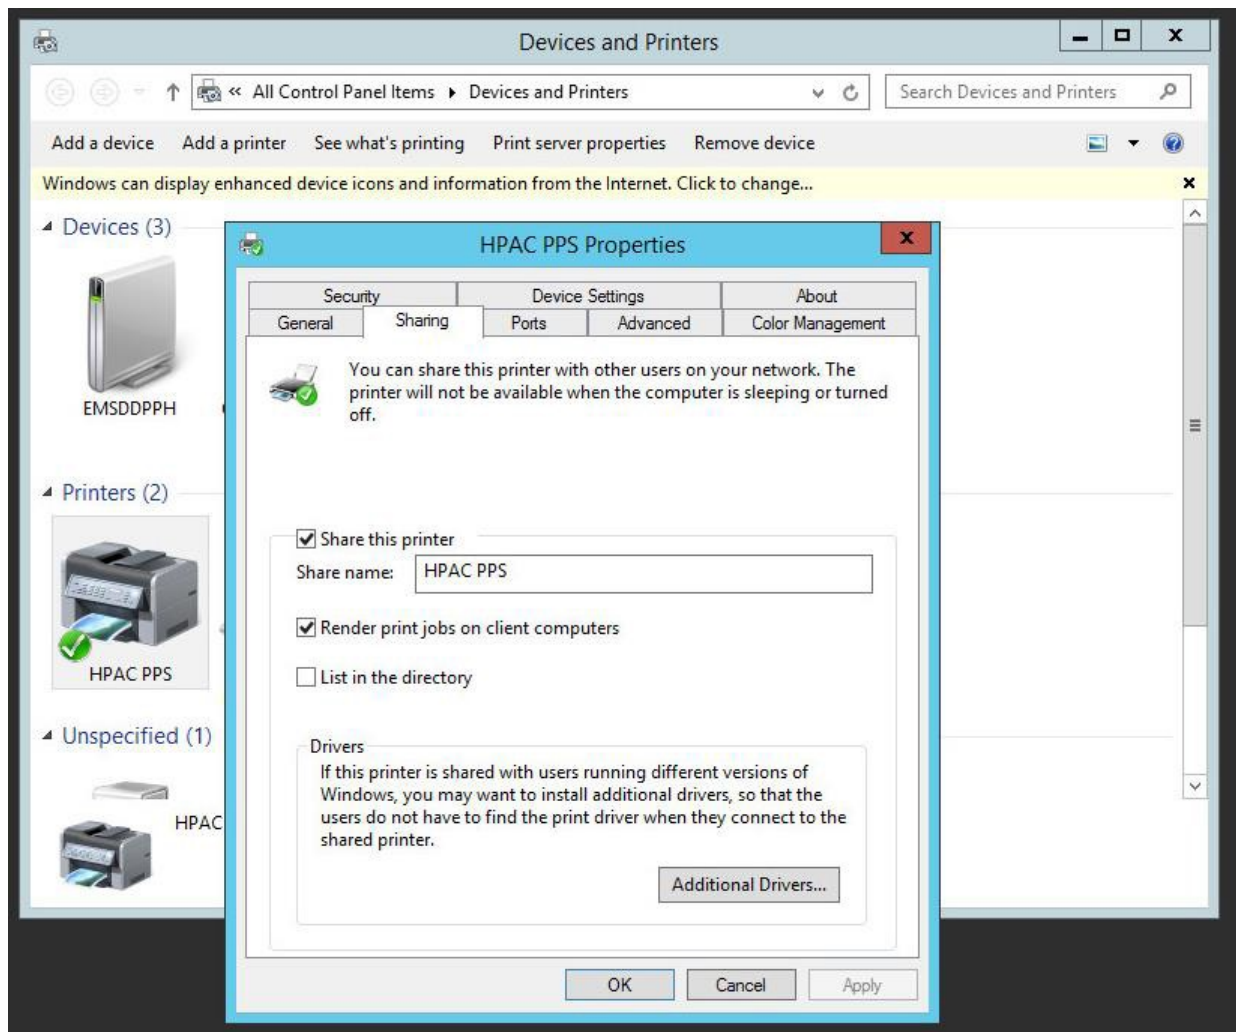 Devices and Printers
« All Control Panel Items Devices and Printers
Search Devices and Printers
Add a device Add a printer See what's printing Print server properties Remove device
Windows can display enhanced device icons and information from the Internet. Click to change...
Devices (3)
EMSDDPPH
Printers (2)
HPAC PPS
Unspecified (1)
HPAC
HPAC PPS Properties
Security Device Settings About
General Sharing Ports Advanced Color Management
You can share this printer with other users on your network. The
printer will not be available when the computer is sleeping or turned
off.
Share this printer
Share name: HPAC PPS
Render print jobs on client computers
List in the directory
Drivers
If this printer is shared with users running different versions of
Windows, you may want to install additional drivers, so that the
users do not have to find the print driver when they connect to the
shared printer.
Additional Drivers...
OK Cancel Apply